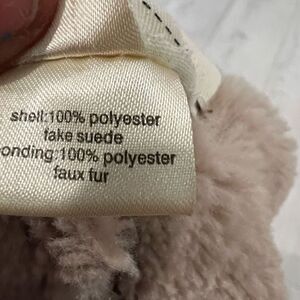 shell:100% polyester
fake suede
onding:100% polyester
faux fur